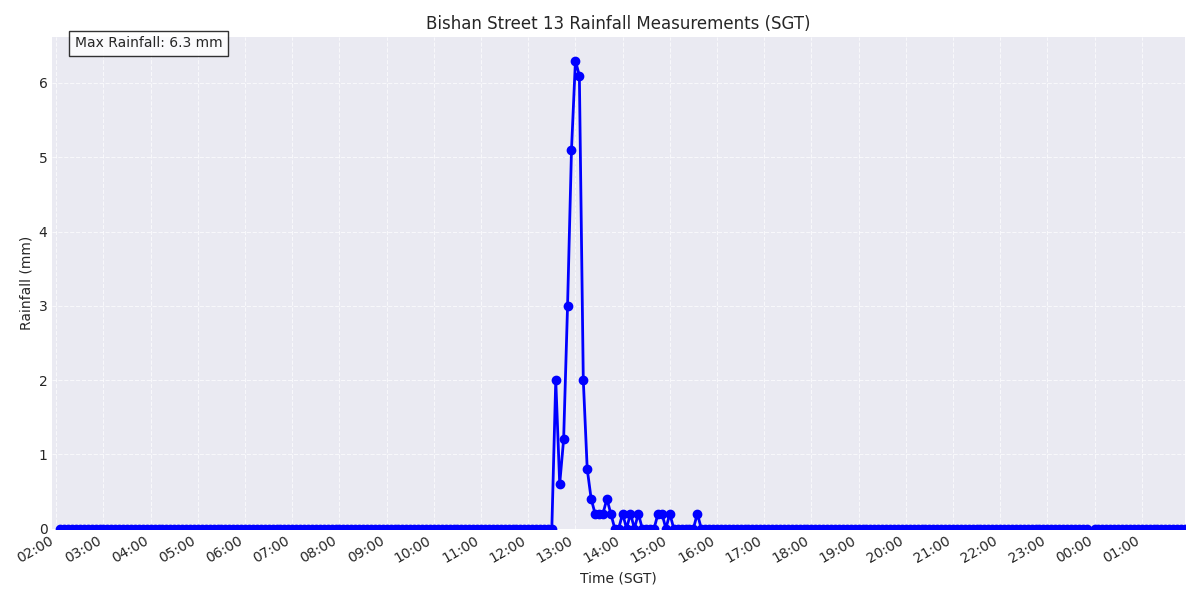 Bishan Street 13 Rainfall Measurements (SGT)
Max Rainfall: 6.3 mm
6
5
4
3
2
1
0
Rainfall (mm)
02:00 03:00 04:00 05:00 06:00 07:00 08:00 09:00 10:00 11:00 12:00 13:00 14:00 15:00 16:00 17:00 18:00 19:00 20:00 21:00 22:00 23:00 00:00 01:00
Time (SGT)